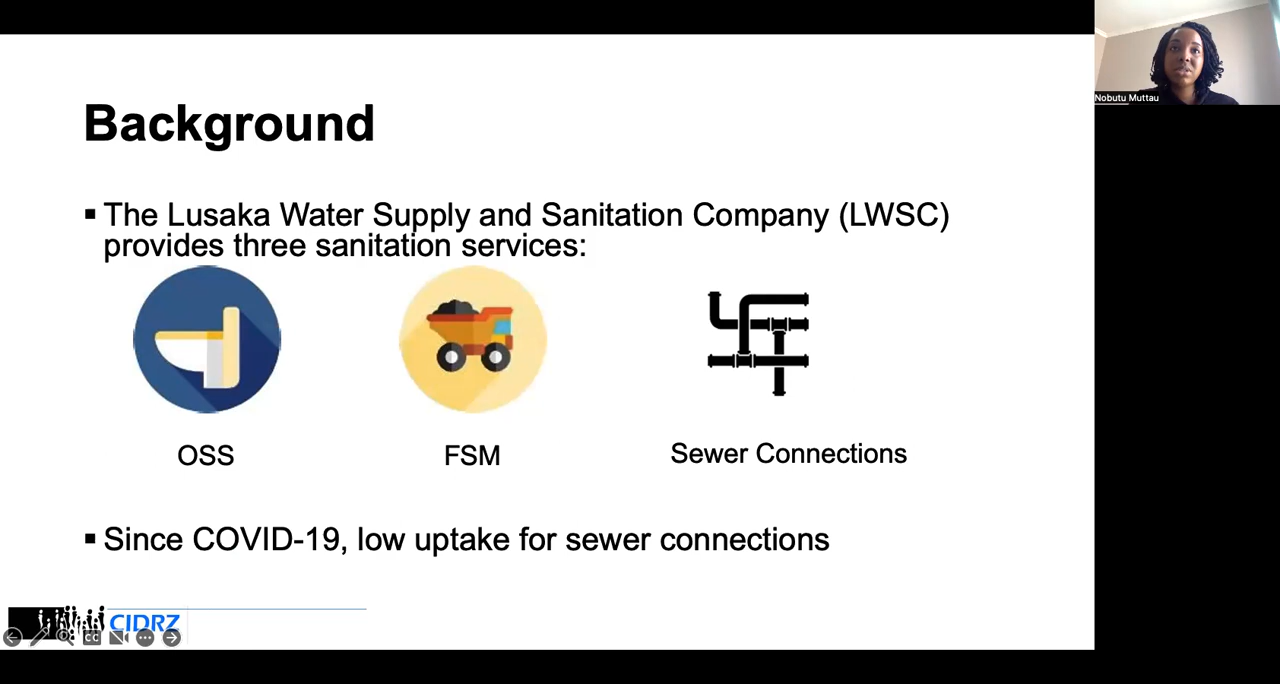 Nobutu Muttau
Background
▪ The Lusaka Water Supply and Sanitation Company (LWSC)
provides three sanitation services:
OSS
FSM
Sewer Connections
▪ Since COVID-19, low uptake for sewer connections
CIDRZ
CC